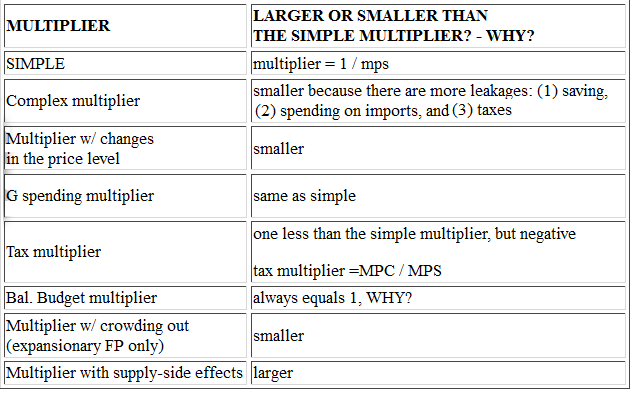 MULTIPLIER
LARGER OR SMALLER THAN
THE SIMPLE MULTIPLIER? - WHY?
SIMPLE
multiplier = 1 / mps
Complex multiplier
smaller because there are more leakages: (1) saving,
(2) spending on imports, and (3) taxes
Multiplier w/ changes
in the price level
smaller
G spending multiplier
same as simple
Tax multiplier
one less than the simple multiplier, but negative
tax multiplier =MPC / MPS
Bal. Budget multiplier
always equals 1, WHY?
Multiplier w/ crowding out
(expansionary FP only)
smaller
Multiplier with supply-side effects
larger